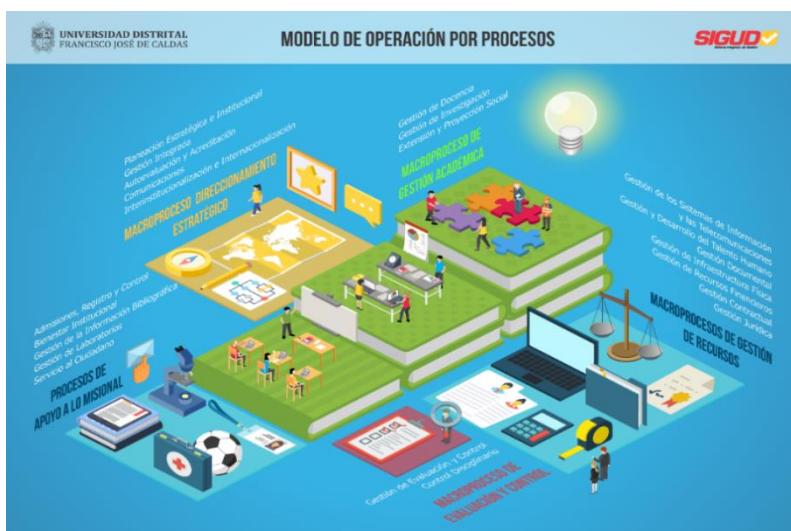 UNIVERSIDAD DISTRITAL
FRANCISCO JOSÉ DE CALDAS
MODELO DE OPERACIÓN POR PROCESOS
SIGUD
Planeación Estratégica e Institucional
Gestión Integrada
Autoevaluación y Acreditación
Comunicaciones
Interinstitucionalización e Internacionalización
MACROPROCESO DIRECCIONAMIENTO
ESTRATÉGICO
Gestión de Docencia
Gestión de Investigación
Extensión y Proyección Social
MACROPROCESO DE
GESTIÓN ACADÉMICA
Gestión de los Sistemas de Información
y las Telecomunicaciones
Gestión y Desarrollo del Talento Humano
Gestión Documental
Gestión de Infraestructura Física
Gestión de Recursos Financieros
Gestión Contractual
Gestión Jurídica
MACROPROCESOS DE GESTIÓN
DE RECURSOS
Admisiones, Registro y Control
Bienestar Institucional
Gestión de la Información Bibliográfica
Gestión de Laboratorios
Servicio al Ciudadano
PROCESOS DE
APOYO A LO MISIONAL
Gestión de Evaluación y Control
Control Disciplinario
MACROPROCESO DE
EVALUACIÓN Y CONTROL